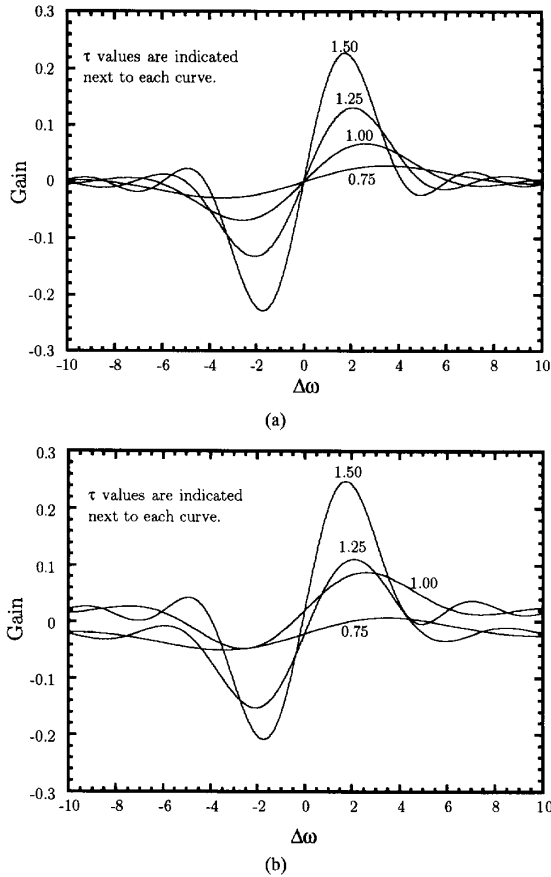 0.3
τ values are indicated
next to each curve.
1.50
0.2
1.25
0.1
1.00
Gain
0
0.75
-0.1
-0.2
-0.3
-10 -8 -6 -4 -2 0 2 4 6 8 10
Δω
(a)
0.3
1.50
τ values are indicated
next to each curve.
0.2
1.25
0.1
1.00
Gain
0
0.75
-0.1
-0.2
-0.3
-10 -8 -6 -4 -2 0 2 4 6 8 10
Δω
(b)